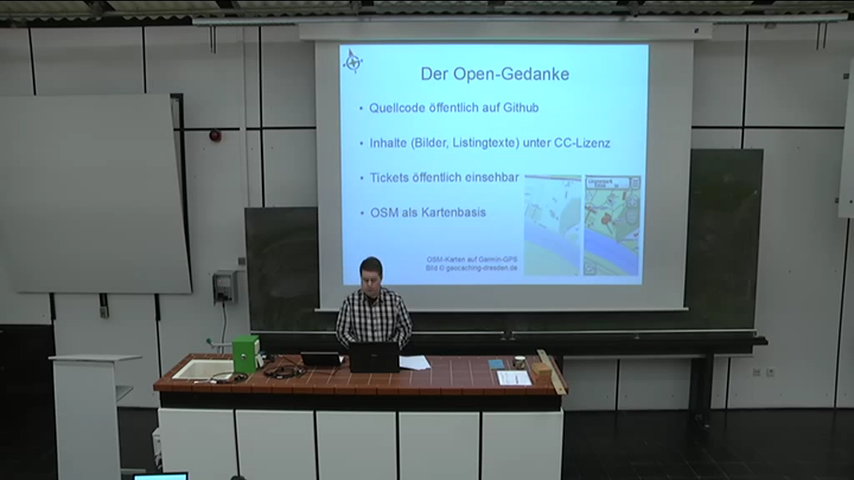 Der Open-Gedanke
• Quellcode öffentlich auf Github
• Inhalte (Bilder, Listingtexte) unter CC-Lizenz
• Tickets öffentlich einsehbar
• OSM als Kartenbasis
OSM-Karten auf Garmin-GPS
Bild © geocaching-dresden.de